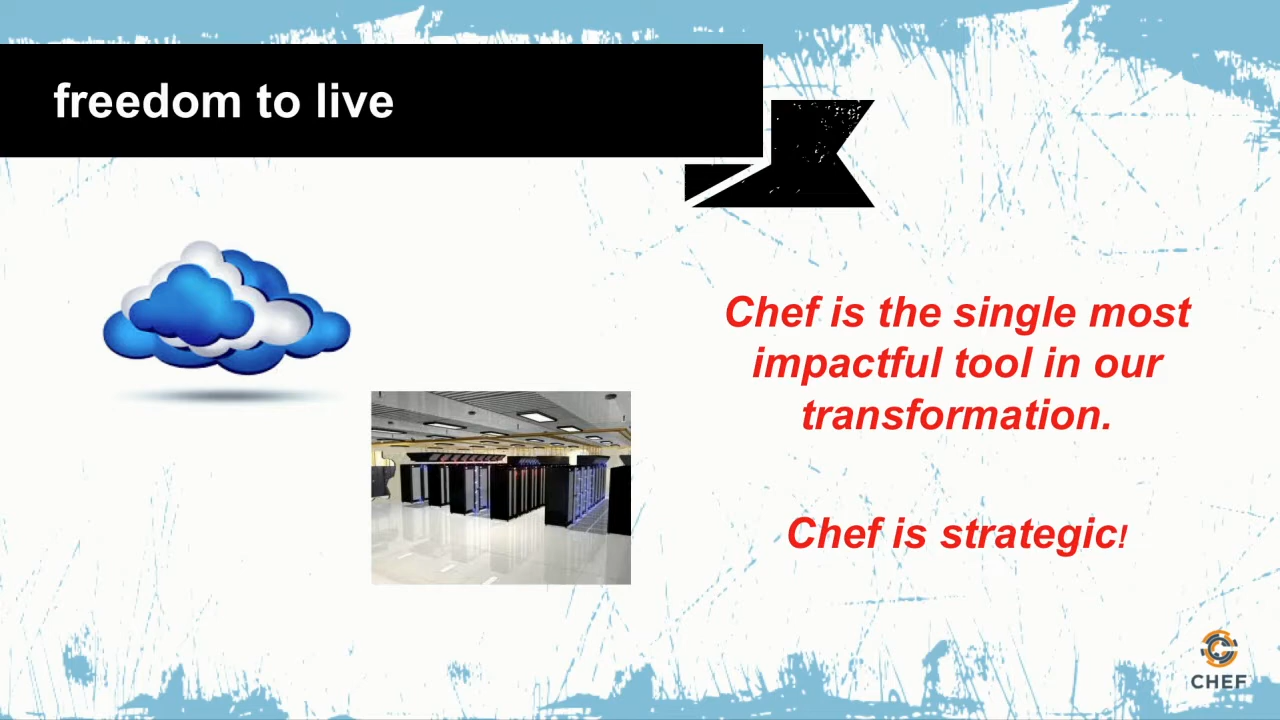 freedom to live
Chef is the single most
impactful tool in our
transformation.
Chef is strategic!
CHEF